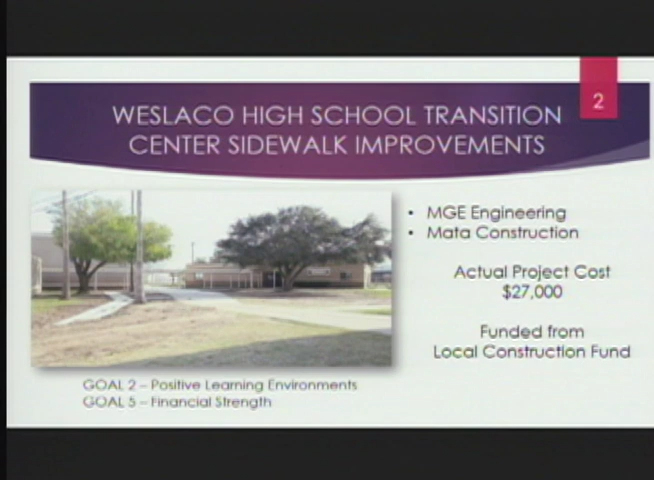 2
WESLACO HIGH SCHOOL TRANSITION
CENTER SIDEWALK IMPROVEMENTS
• MGE Engineering
• Mata Construction
Actual Project Cost
$27,000
Funded from
Local Construction Fund
GOAL 2 – Positive Learning Environments
GOAL 5 – Financial Strength